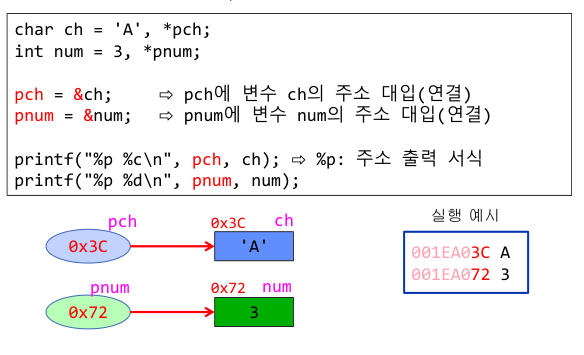 char ch = 'A', *pch;
int num = 3, *pnum;
pch = &ch; ⇨ pch에 변수 ch의 주소 대입(연결)
pnum = &num; ⇨ pnum에 변수 num의 주소 대입(연결)
printf("%p %c\n", pch, ch); ⇨ %p: 주소 출력 서식
printf("%p %d\n", pnum, num);
pch
0x3C
0x3C
ch
'A'
pnum
0x72
0x72
num
3
실행 예시
001EA03C A
001EA072 3